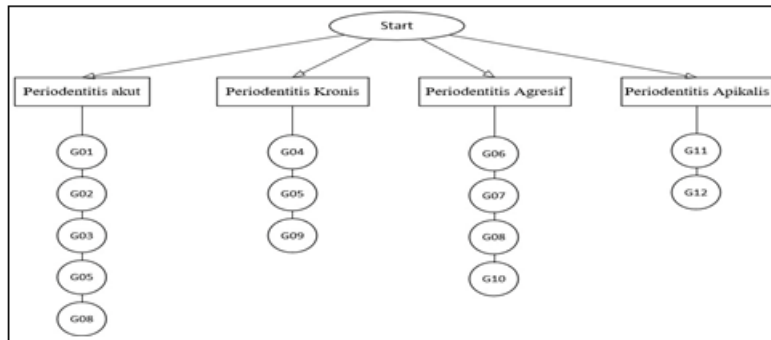 Start
Periodentitis akut
Periodentitis Kronis
Periodentitis Agresif
Periodentitis Apikalis
G01
G02
G03
G05
G08
G04
G05
G09
G06
G07
G08
G10
G11
G12